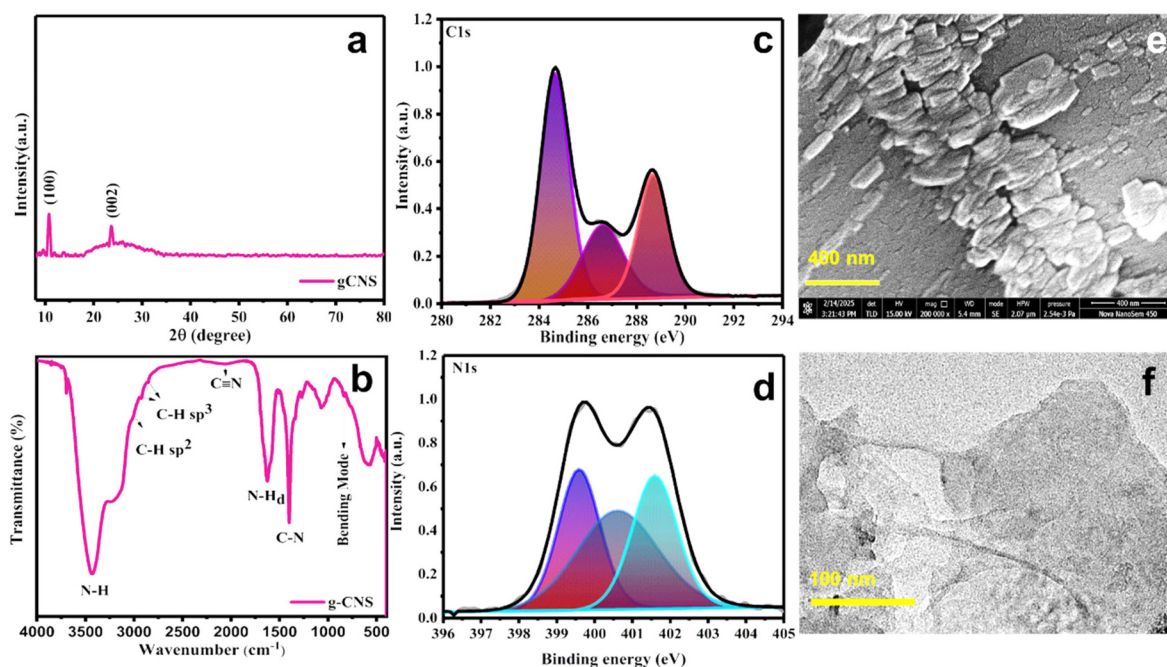 a
Intensity(a.u.)
(100)
(002)
gCNS
10 20 30 40 50 60 70 80
2θ (degree)
b
Transmittance (%)
C≡N
C-H sp3
C-H sp2
N-Hd
C-N
Bending Mode
N-H
g-CNS
4000 3000 2000 1500 1000 500
Wavenumber (cm-1)
C1s
c
Intensity (a.u.)
1.2
1.0
0.8
0.6
0.4
0.2
0.0
280 282 284 286 288 290 292 294
Binding energy (eV)
N1s
d
Intensity (a.u.)
1.2
1.0
0.8
0.6
0.4
0.2
0.0
396 397 398 399 400 401 402 403 404 405
Binding energy (eV)
e
400 nm
2/14/2025 det HV mag WD mode HFW pressure 400 nm
3:21:43 PM TLD 15.00 kV 200 000 x 5.4 mm SE 2.07 µm 2.54e-3 Pa Nova NanoSem 450
f
100 nm